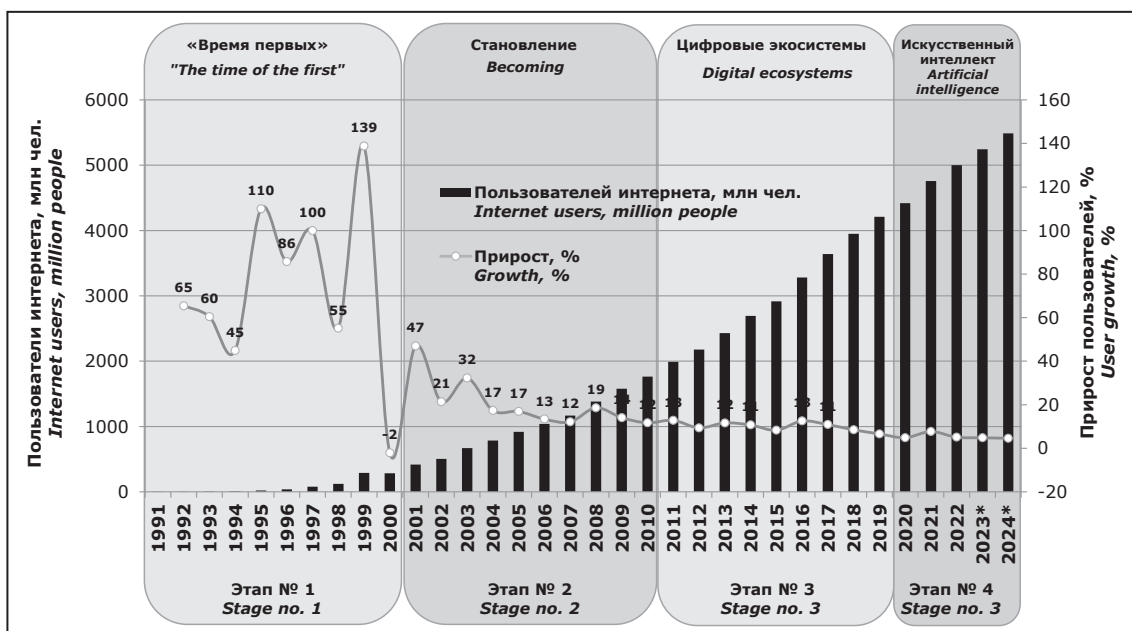 «Время первых»
"The time of the first"
Становление
Becoming
Цифровые экосистемы
Digital ecosystems
Искусственный
интеллект
Artificial
intelligence
Пользователи интернета, млн чел.
Internet users, million people
6000
5000
4000
3000
2000
1000
0
160
140
120
100
80
60
40
20
0
-20
Прирост пользователей, %
User growth, %
Пользователей интернета, млн чел.
Internet users, million people
Прирост, %
Growth, %
65
60
45
110
86
100
55
139
-2
47
21
32
17
17
13
12
19
14
12
13
12
11
13
11
1991
1992
1993
1994
1995
1996
1997
1998
1999
2000
2001
2002
2003
2004
2005
2006
2007
2008
2009
2010
2011
2012
2013
2014
2015
2016
2017
2018
2019
2020
2021
2022
2023*
2024*
Этап № 1
Stage no. 1
Этап № 2
Stage no. 2
Этап № 3
Stage no. 3
Этап № 4
Stage no. 3